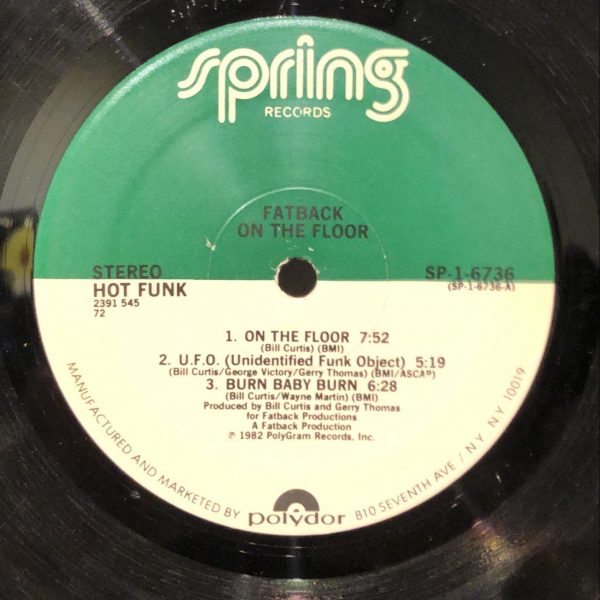 spring
RECORDS
FATBACK
ON THE FLOOR
STEREO
HOT FUNK
2391 545
72
SP-1-6736
(SP-1-6736-A)
1. ON THE FLOOR 7:52
(Bill Curtis) (BMI)
2. U.F.O. (Unidentified Funk Object) 5:19
(Bill Curtis/George Victory/Gerry Thomas) (BMI/ASCAP)
3. BURN BABY BURN 6:28
(Bill Curtis/Wayne Martin) (BMI)
Produced by Bill Curtis and Gerry Thomas
for Fatback Productions
A Fatback Production
℗ 1982 PolyGram Records, Inc.
MANUFACTURED AND MARKETED BY polydor 810 SEVENTH AVE / N.Y. NY 10019